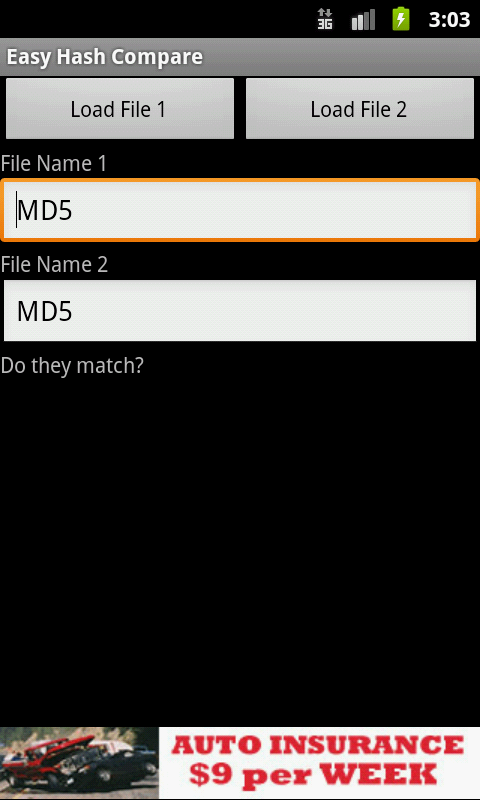 3G 3:03
Easy Hash Compare
Load File 1 Load File 2
File Name 1
MD5
File Name 2
MD5
Do they match?
AUTO INSURANCE
$9 per WEEK